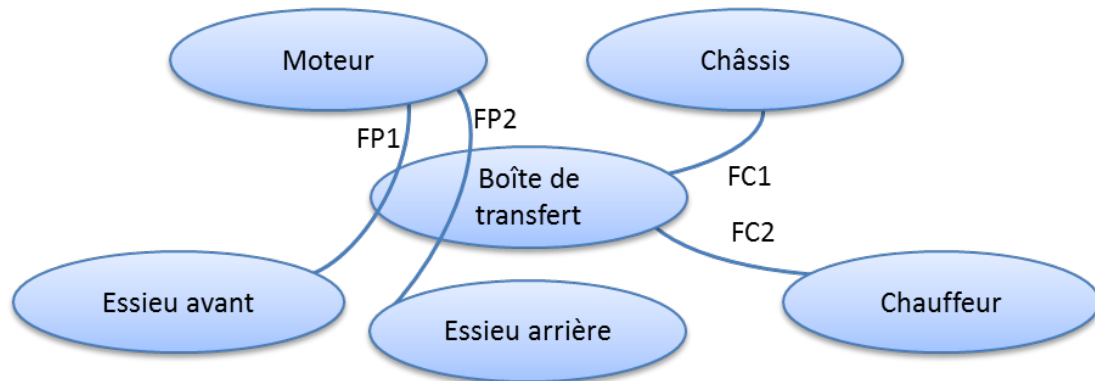 Moteur
Châssis
FP1
FP2
Boîte de
transfert
FC1
FC2
Essieu avant
Essieu arrière
Chauffeur